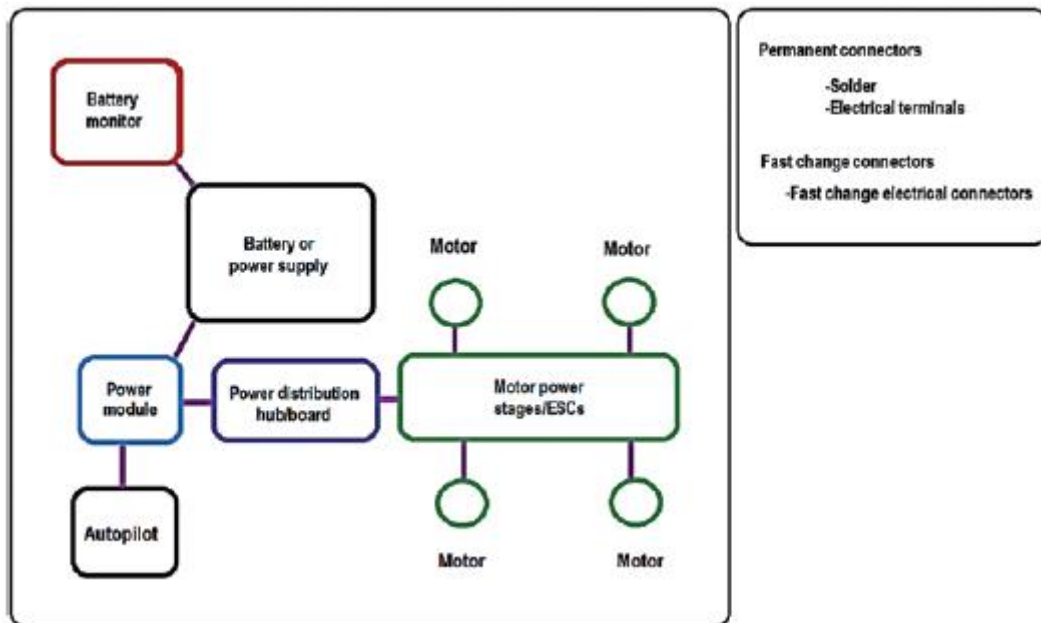 Battery
monitor
Battery or
power supply
Motor
Motor
Power
module
Power distribution
hub/board
Motor power
stages/ESCs
Autopilot
Motor
Motor
Permanent connectors
-Solder
-Electrical terminals
Fast change connectors
-Fast change electrical connectors